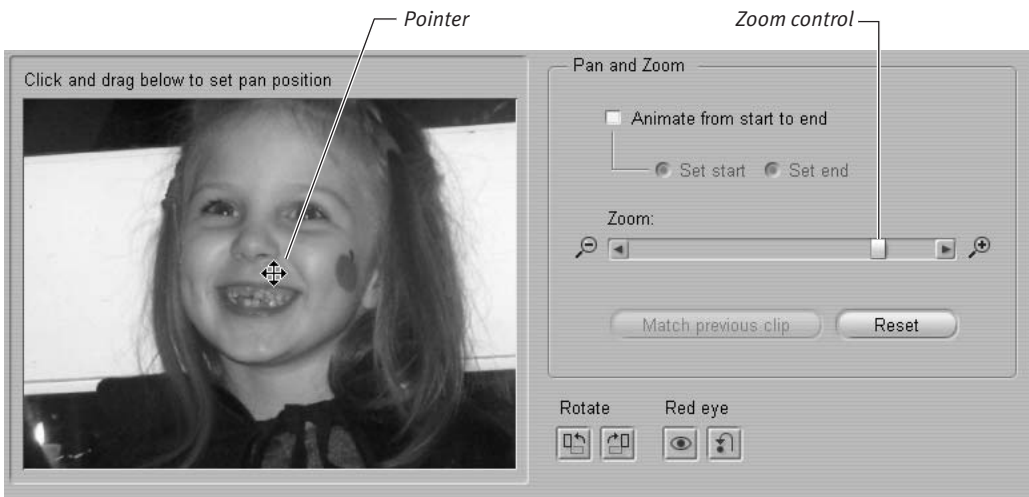 Pointer
Zoom control
Click and drag below to set pan position
Pan and Zoom
Animate from start to end
Set start Set end
Zoom:
Match previous clip Reset
Rotate Red eye